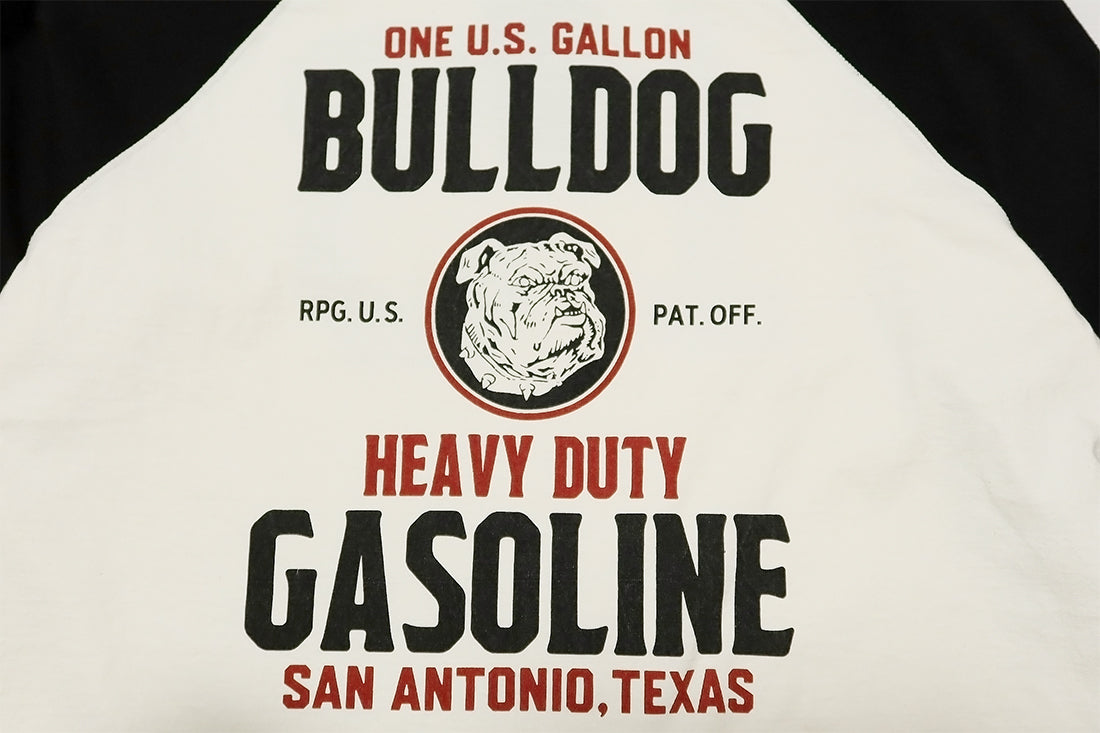 ONE U.S. GALLON
BULLDOG
RPG. U.S. PAT. OFF.
HEAVY DUTY
GASOLINE
SAN ANTONIO, TEXAS